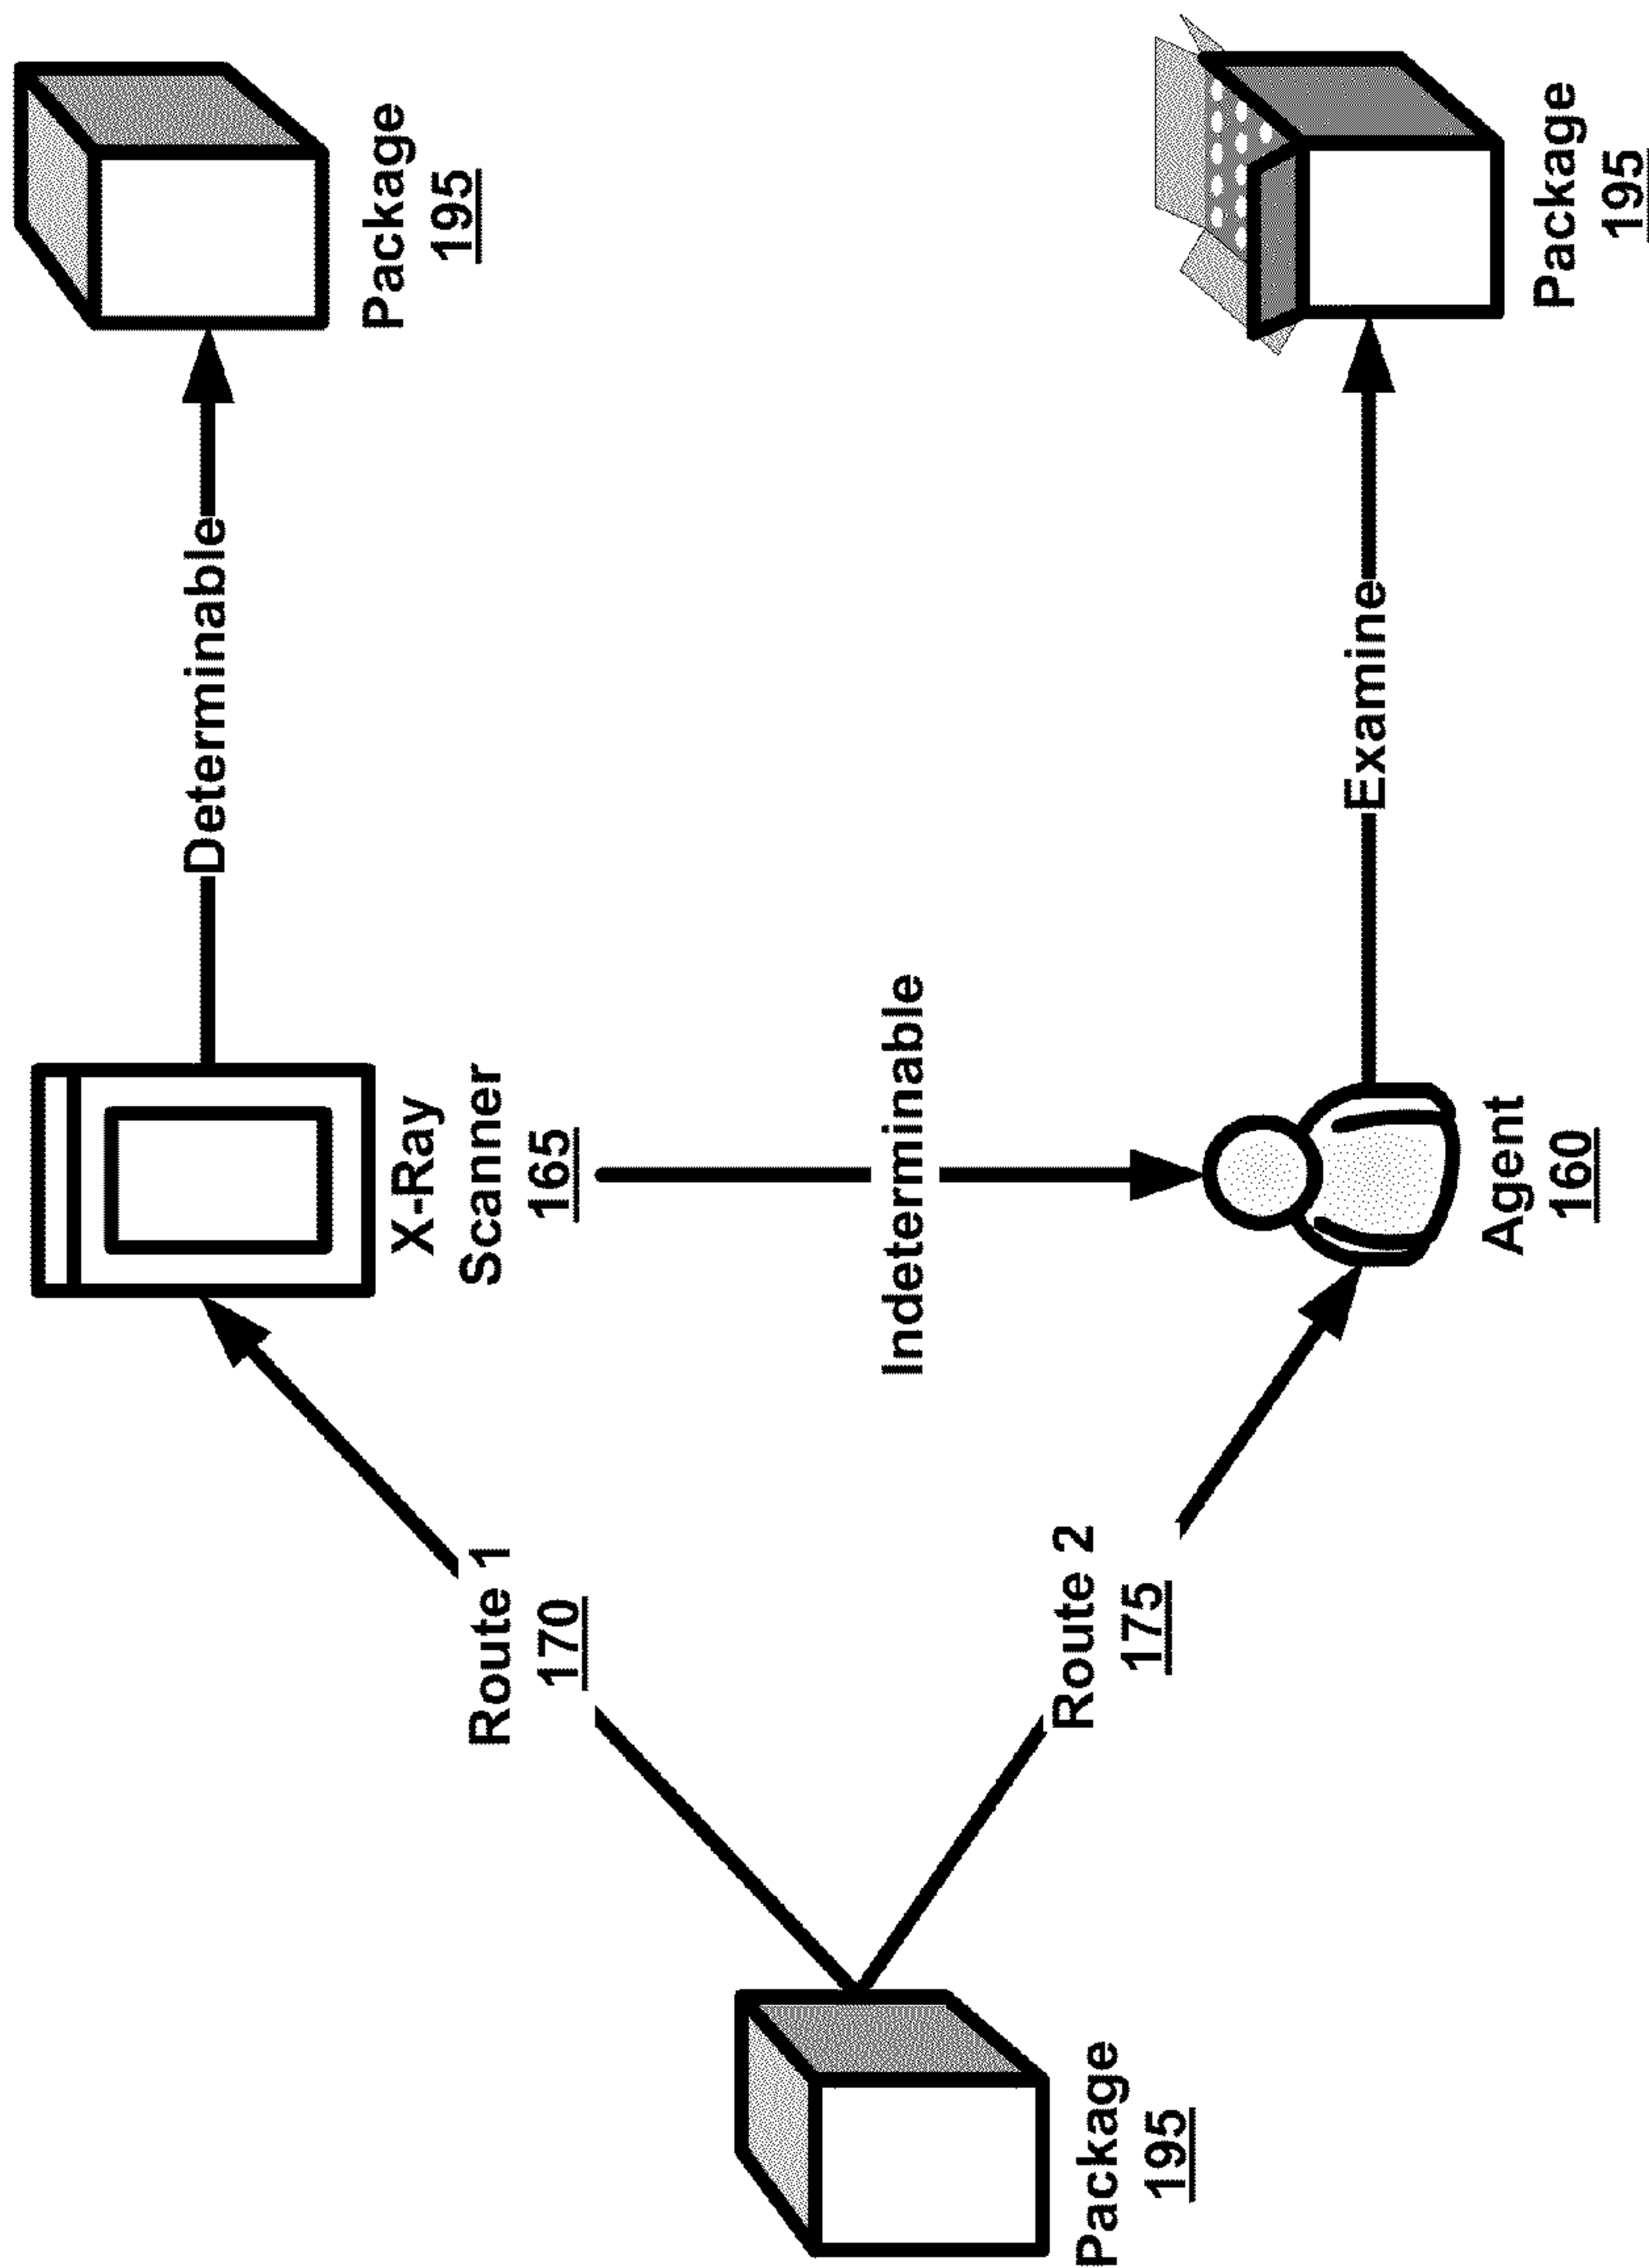 Package
195
Route 1
170
Route 2
175
X-Ray
Scanner
165
Indeterminable
Agent
160
Determinable
Package
195
Examine
Package
195